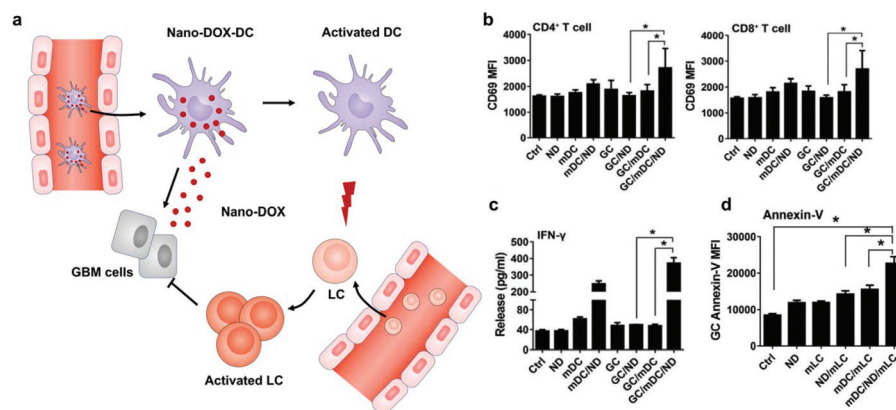 a
Nano-DOX-DC
Activated DC
Nano-DOX
GBM cells
LC
Activated LC
b
CD4⁺ T cell
CD69 MFI
4000
3000
2000
1000
0
Ctrl
ND
mDC
mDC/ND
GC
GC/ND
GC/mDC
GC/mDC/ND
*
*
CD8⁺ T cell
CD69 MFI
4000
3000
2000
1000
0
Ctrl
ND
mDC
mDC/ND
GC
GC/ND
GC/mDC
GC/mDC/ND
*
*
c
IFN-γ
Release (pg/ml)
500
400
300
200
80
40
0
Ctrl
ND
mDC
mDC/ND
GC
GC/ND
GC/mDC
GC/mDC/ND
*
*
d
Annexin-V
GC Annexin-V MFI
30000
20000
10000
0
Ctrl
ND
mLC
ND/mLC
mDC/mLC
mDC/ND/mLC
*
*
*